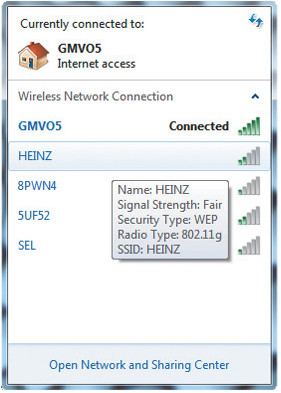 Currently connected to:
GMVO5
Internet access
Wireless Network Connection
GMVO5 Connected
HEINZ
8PWN4
5UF52
SEL
Name: HEINZ
Signal Strength: Fair
Security Type: WEP
Radio Type: 802.11g
SSID: HEINZ
Open Network and Sharing Center